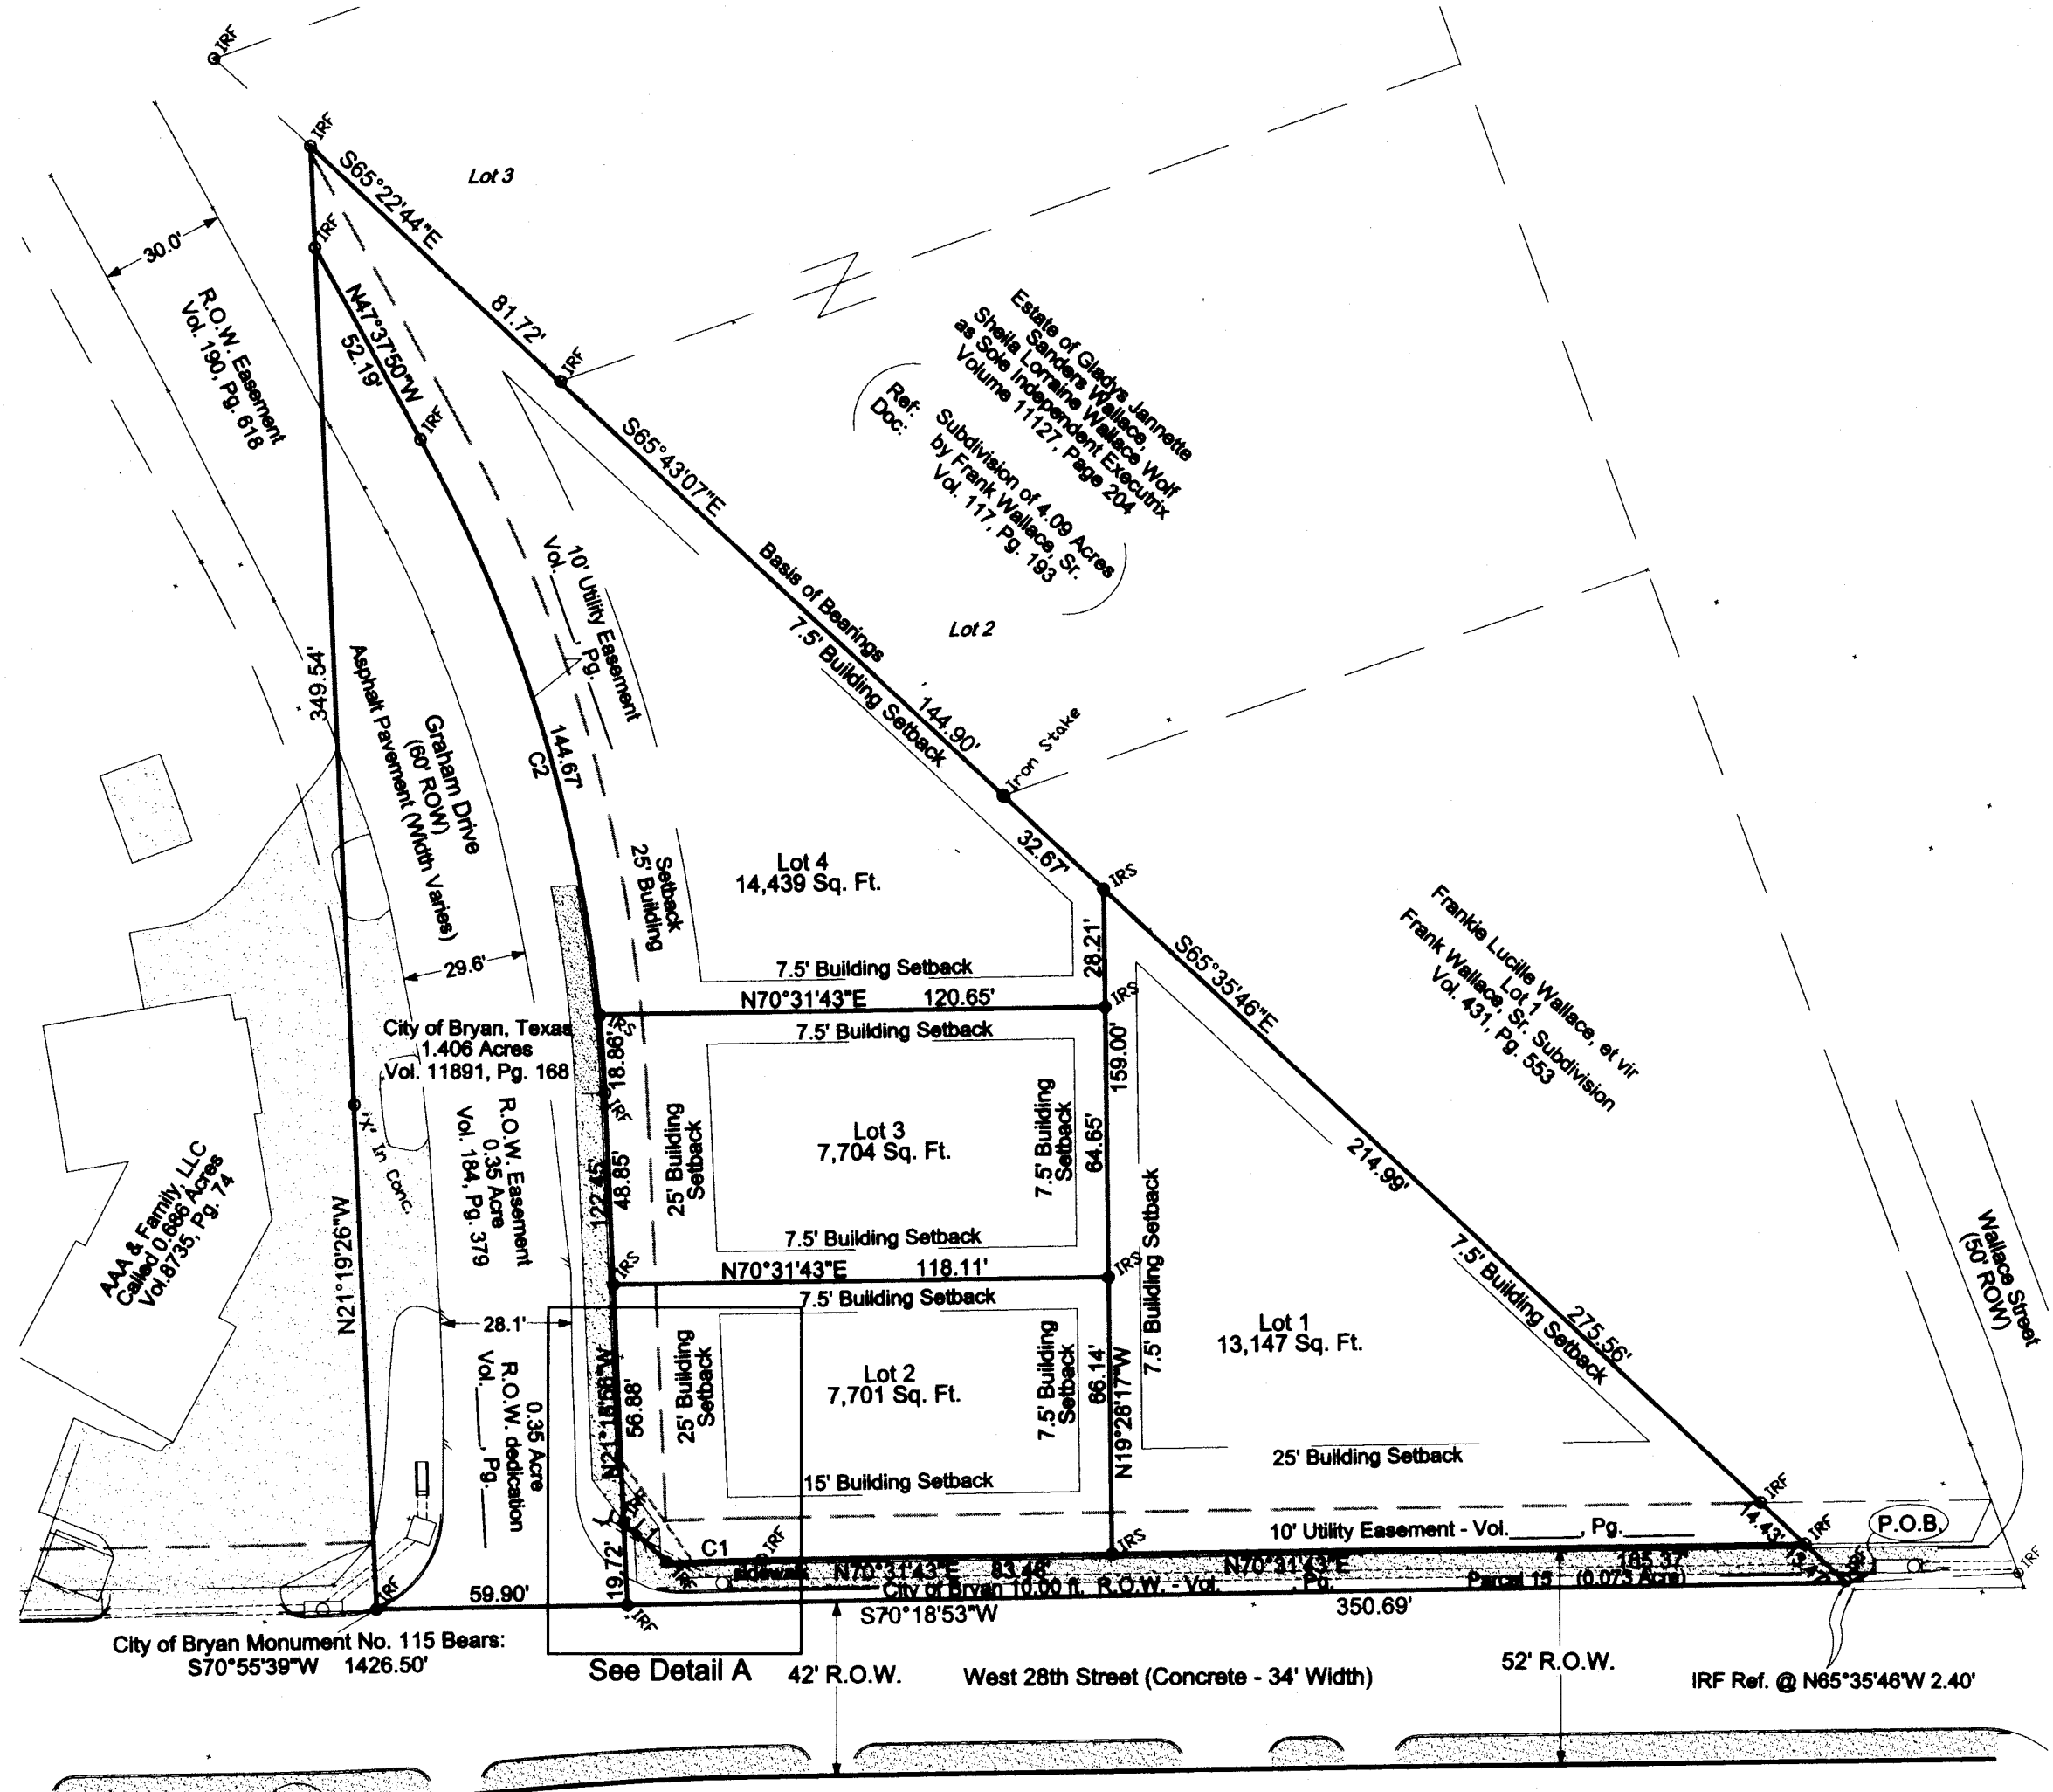 IRF
IRF
S65°22'44"E
Lot 3
IRF
30.0'
N47°37'50"W
52.19'
81.72'
IRF
R.O.W. Easement
Vol. 190, Pg. 618
IRF
Estate of Gladys Jannette
Sanders Wallace,
Sheila Lorraine Wallace Wolf
as Sole Independent Executrix
Volume 11127, Page 204
Ref: Subdivision of 4.09 Acres
Doc: by Frank Wallace, Sr.
Vol. 117, Pg. 193
S65°43'07"E
Basis of Bearings
7.5' Building Setback
144.90'
Lot 2
10' Utility Easement
Vol.______, Pg.______
349.54'
Asphalt Pavement (Width Varies)
Graham Drive
(60' ROW)
C2
144.67'
Iron Stake
32.67'
25' Building
Setback
Lot 4
14,439 Sq. Ft.
IRS
28.21'
7.5' Building Setback
29.6'
S65°35'46"E
Frankie Lucille Wallace, et vir
Lot 1
Frank Wallace, Sr. Subdivision
Vol. 431, Pg. 553
N70°31'43"E 120.65'
IRS
IRS
7.5' Building Setback
City of Bryan, Texas
1.406 Acres
Vol. 11891, Pg. 168
18.86'
IRF
159.00'
"X" In Conc.
R.O.W. Easement
0.35 Acre
Vol. 184, Pg. 379
122.45'
48.85'
25' Building
Setback
Lot 3
7,704 Sq. Ft.
7.5' Building
Setback
64.65'
7.5' Building Setback
214.99'
AAA & Family, LLC
Called 0.686 Acres
Vol.8735, Pg. 74
N21°19'26"W
7.5' Building Setback
IRS
N70°31'43"E 118.11'
IRS
7.5' Building Setback
28.1'
0.35 Acre
R.O.W. dedication
Vol.______, Pg.______
56.88'
25' Building
Setback
Lot 2
7,701 Sq. Ft.
7.5' Building
Setback
66.14'
N19°28'17"W
Lot 1
13,147 Sq. Ft.
7.5' Building Setback
275.56'
Wallace Street
(50' ROW)
15' Building Setback
25' Building Setback
IRF
14.43'
10' Utility Easement - Vol.______, Pg.______
IRF
P.O.B.
C1
IRF
IRS
IRF
sidewalk
N70°31'43"E 83.46'
N70°31'43"E
165.37'
City of Bryan 10.00 ft. R.O.W. - Vol. Pg.
Parcel 15 (0.073 Acre)
IRF
IRF
59.90'
19.72'
IRF
S70°18'53"W
350.69'
City of Bryan Monument No. 115 Bears:
S70°55'39"W 1426.50'
See Detail A
42' R.O.W.
West 28th Street (Concrete - 34' Width)
52' R.O.W.
IRF Ref. @ N65°35'46"W 2.40'